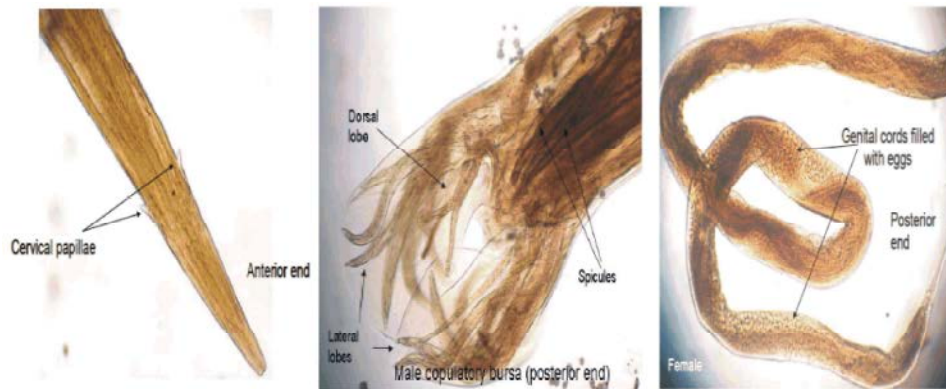 Cervical papillae
Anterior end
Dorsal
lobe
Spicules
Lateral
lobes
Male copulatory bursa (posterior end)
Genital cords filled
with eggs
Posterior
end
Female